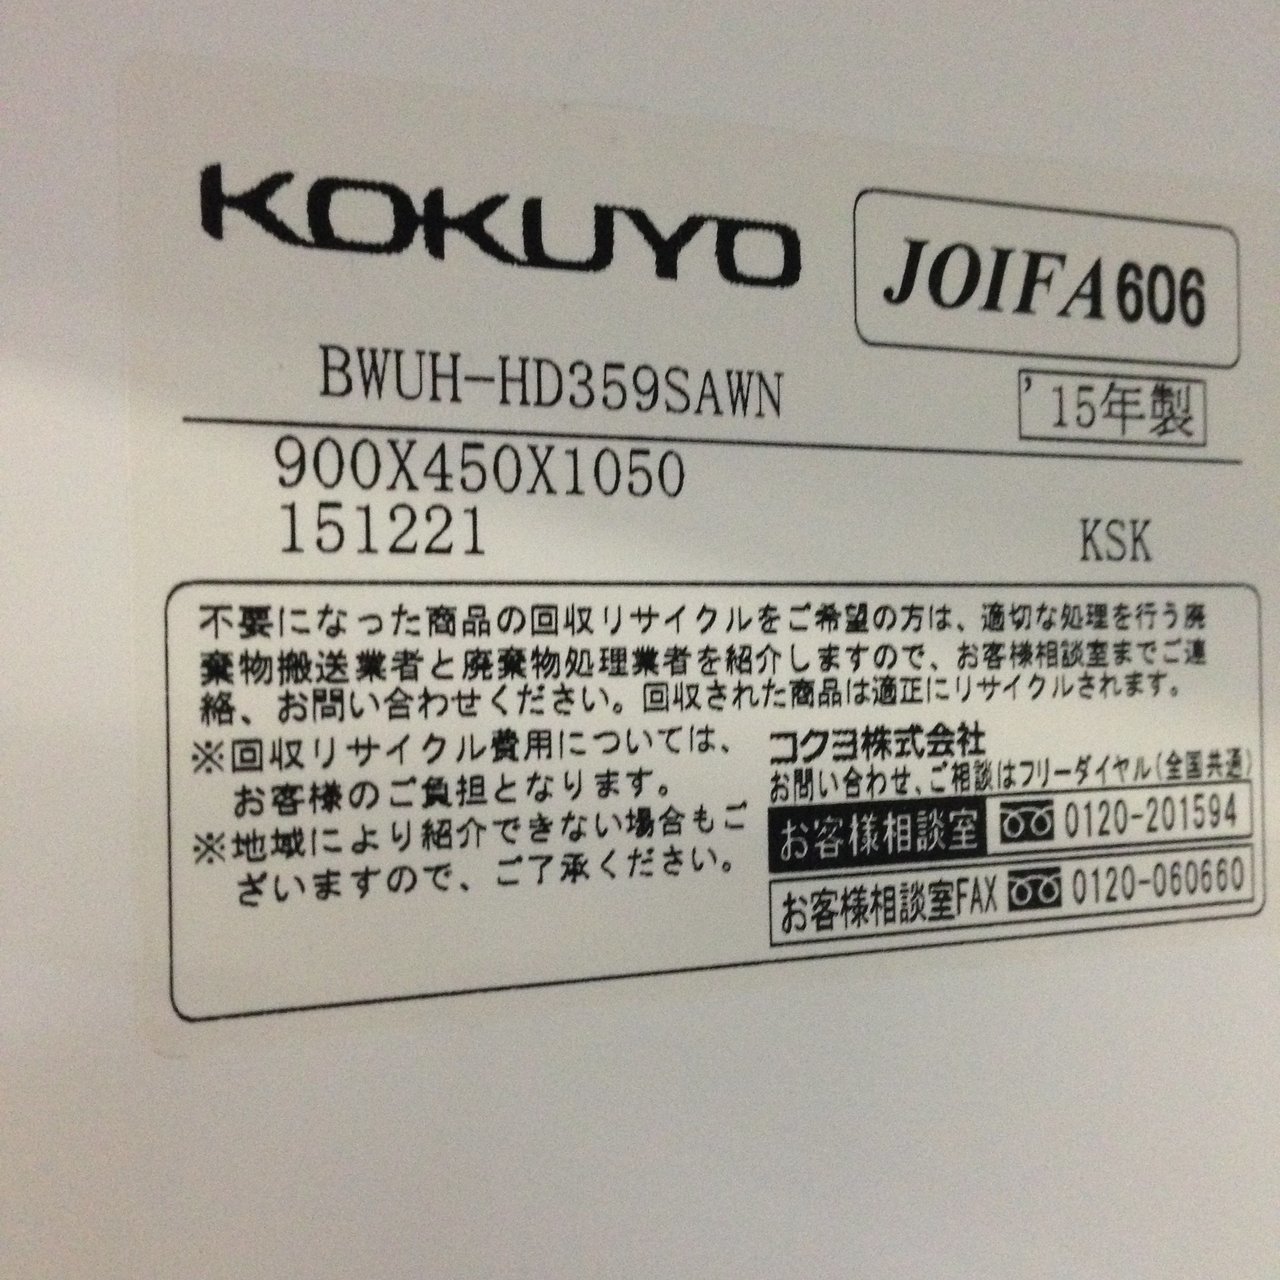 KOKUYO
JOIFA606
BWUH-HD359SAWN
'15年製
900X450X1050
151221
KSK
不要になった商品の回収リサイクルをご希望の方は、適切な処理を行う廃
棄物搬送業者と廃棄物処理業者を紹介しますので、お客様相談室までご連
絡、お問い合わせください。回収された商品は適正にリサイクルされます。
※回収リサイクル費用については、
お客様のご負担となります。
※地域により紹介できない場合もご
ざいますので、ご了承ください。
コクヨ株式会社
お問い合わせ、ご相談はフリーダイヤル(全国共通)
お客様相談室 0120-201594
お客様相談室FAX 0120-060660